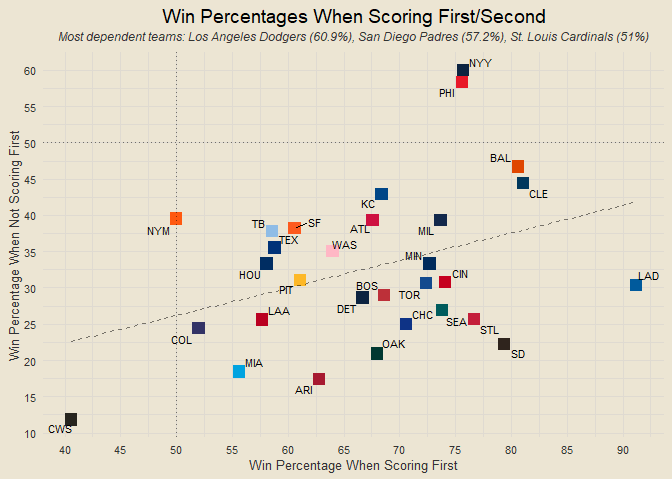 Win Percentages When Scoring First/Second
Most dependent teams: Los Angeles Dodgers (60.9%), San Diego Padres (57.2%), St. Louis Cardinals (51%)
Win Percentage When Not Scoring First
60
55
50
45
40
35
30
25
20
15
10
NYY
PHI
BAL
CLE
KC
NYM
TB
SF
ATL
MIL
TEX
WAS
HOU
MIN
PIT
BOS
CIN
LAD
DET
TOR
LAA
CHC
SEA
STL
COL
OAK
SD
MIA
ARI
CWS
40
45
50
55
60
65
70
75
80
85
90
Win Percentage When Scoring First